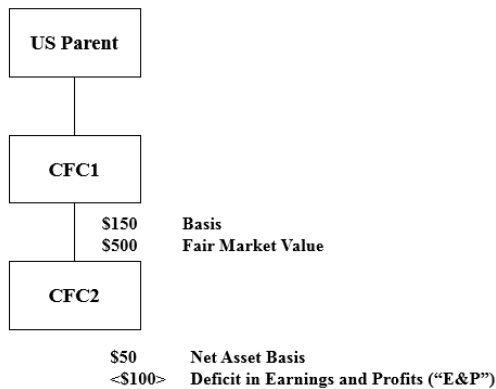 US Parent
CFC1
$150 Basis
$500 Fair Market Value
CFC2
$50 Net Asset Basis
<$100> Deficit in Earnings and Profits (“E&P”)